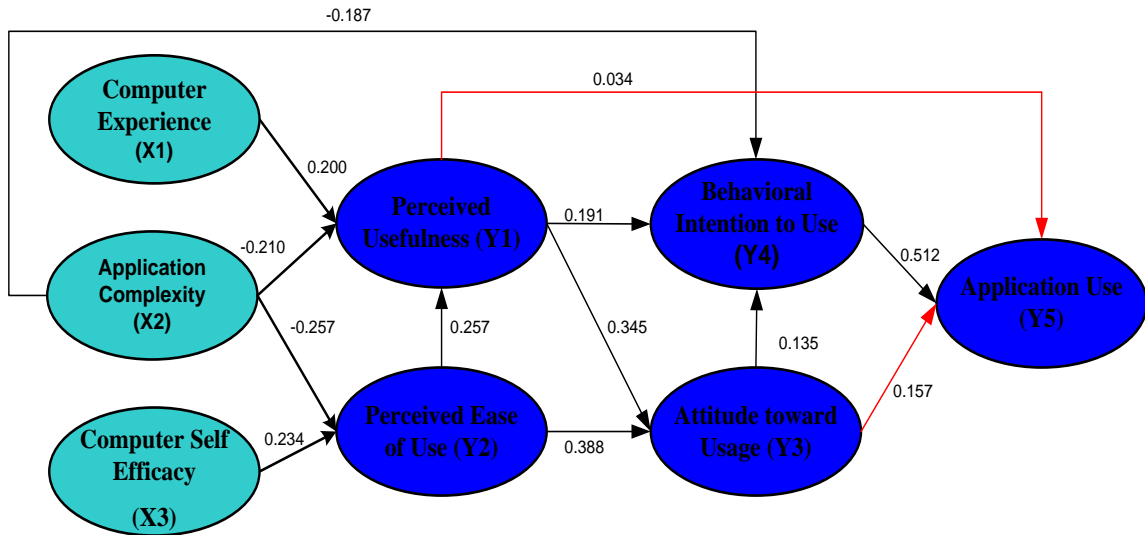 -0.187
0.034
Computer
Experience
(X1)
0.200
Perceived
Usefulness (Y1)
0.191
Behavioral
Intention to Use
(Y4)
0.512
-0.210
Application
Complexity
(X2)
-0.257
0.257
0.345
0.135
Application Use
(Y5)
0.157
Computer Self
Efficacy
(X3)
0.234
Perceived Ease
of Use (Y2)
0.388
Attitude toward
Usage (Y3)